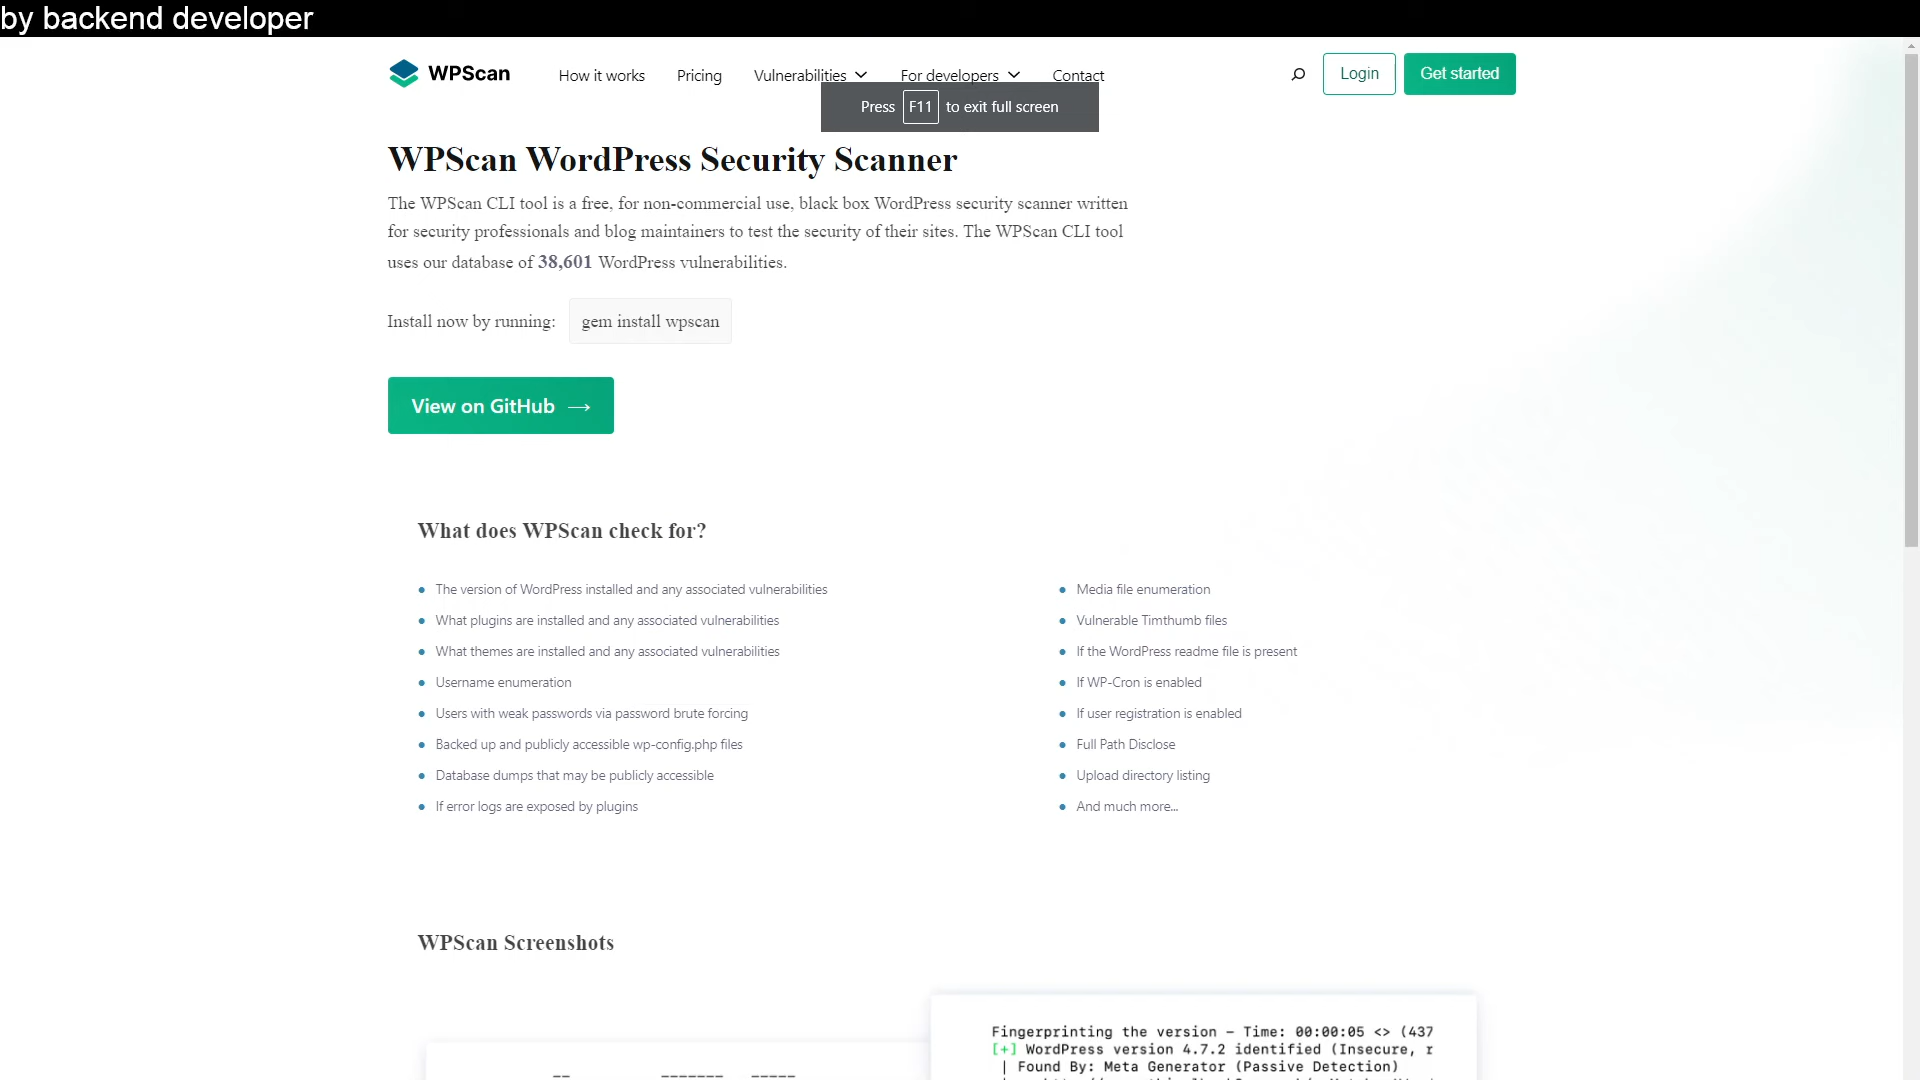 by backend developer
WPScan
How it works
Pricing
Vulnerabilities
For developers
Contact
Login
Get started
Press F11 to exit full screen
WPScan WordPress Security Scanner
The WPScan CLI tool is a free, for non-commercial use, black box WordPress security scanner written
for security professionals and blog maintainers to test the security of their sites. The WPScan CLI tool
uses our database of 38,601 WordPress vulnerabilities.
Install now by running: gem install wpscan
View on GitHub →
What does WPScan check for?
The version of WordPress installed and any associated vulnerabilities
What plugins are installed and any associated vulnerabilities
What themes are installed and any associated vulnerabilities
Username enumeration
Users with weak passwords via password brute forcing
Backed up and publicly accessible wp-config.php files
Database dumps that may be publicly accessible
If error logs are exposed by plugins
Media file enumeration
Vulnerable Timthumb files
If the WordPress readme file is present
If WP-Cron is enabled
If user registration is enabled
Full Path Disclose
Upload directory listing
And much more...
WPScan Screenshots
Fingerprinting the version – Time: 00:00:05 <> (437
[+] WordPress version 4.7.2 identified (Insecure, r
| Found By: Meta Generator (Passive Detection)